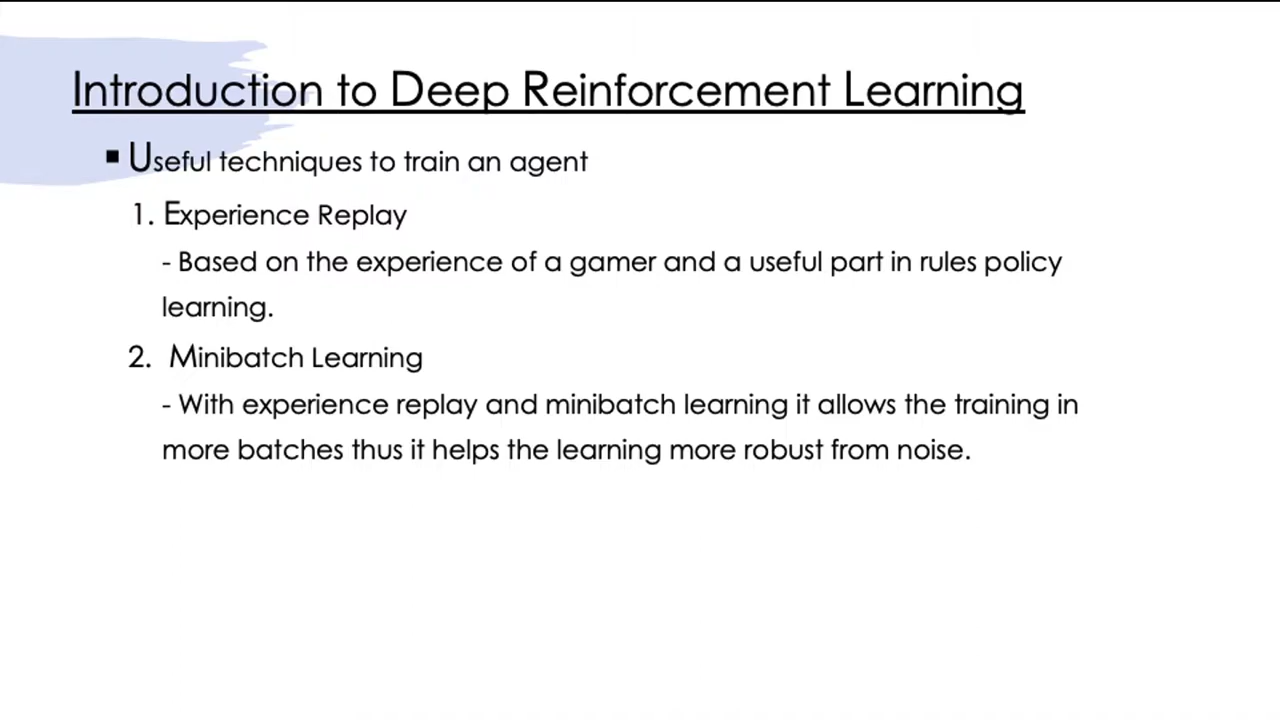 Introduction to Deep Reinforcement Learning
▪ Useful techniques to train an agent
1. Experience Replay
- Based on the experience of a gamer and a useful part in rules policy
learning.
2. Minibatch Learning
- With experience replay and minibatch learning it allows the training in
more batches thus it helps the learning more robust from noise.